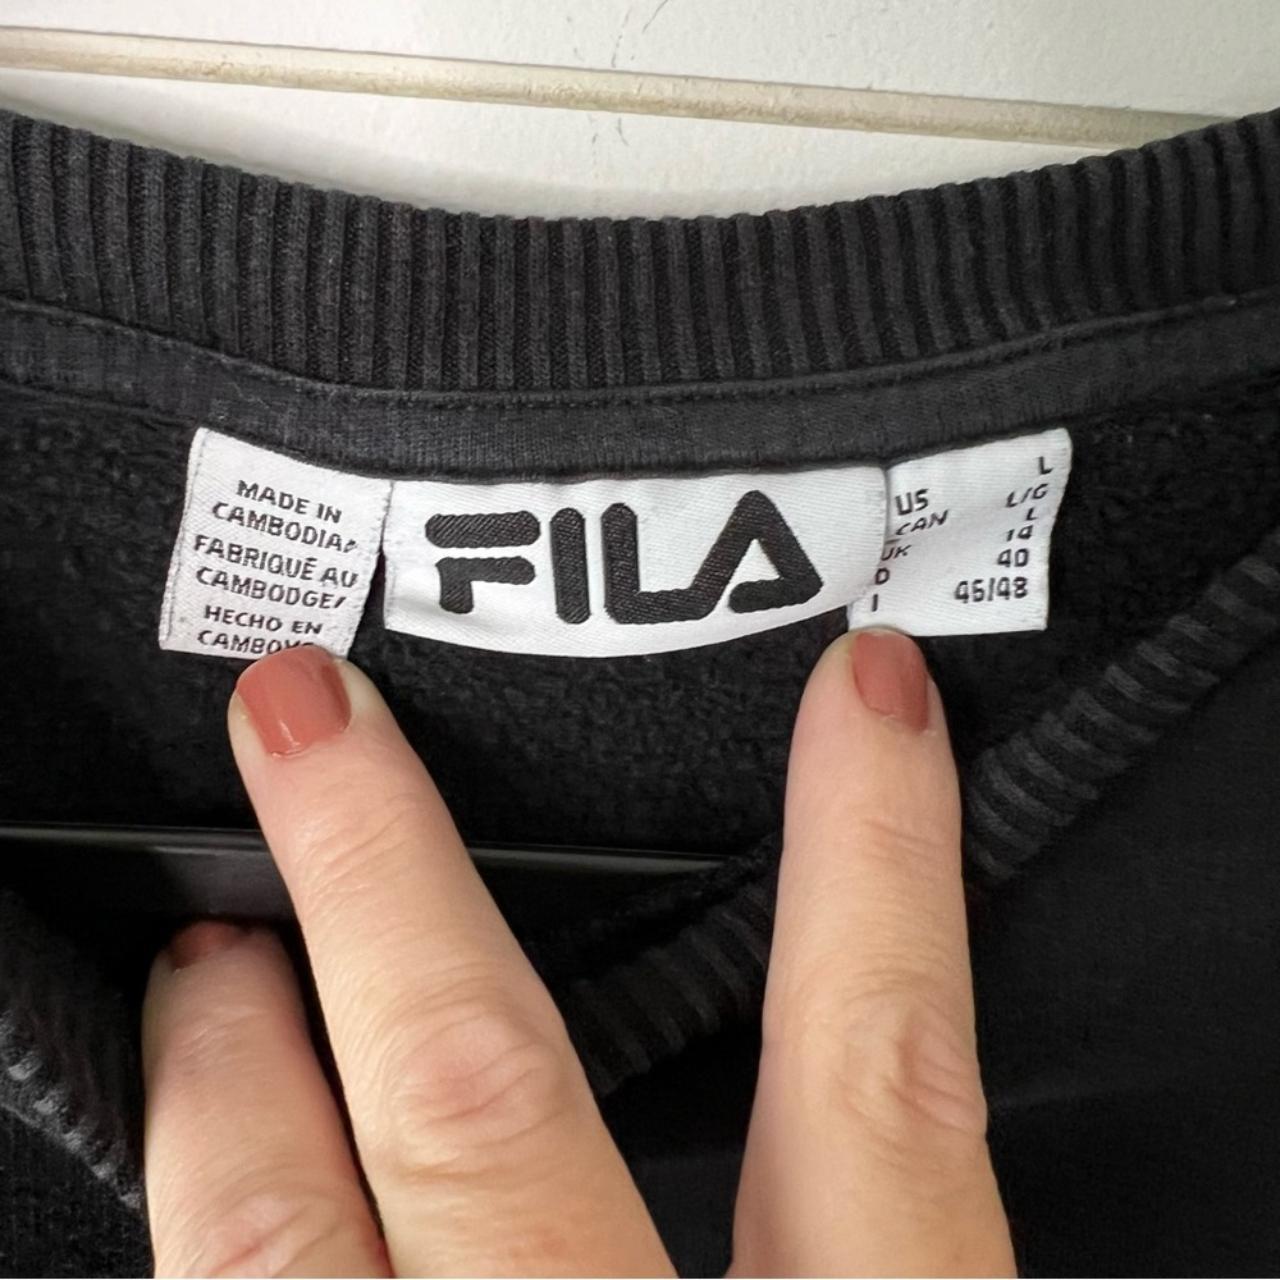 MADE IN
CAMBODIA/
FABRIQUÉ AU
CAMBODGE/
HECHO EN
FILA
L
US L/G
CAN L
UK 14
D 40
I 46/48